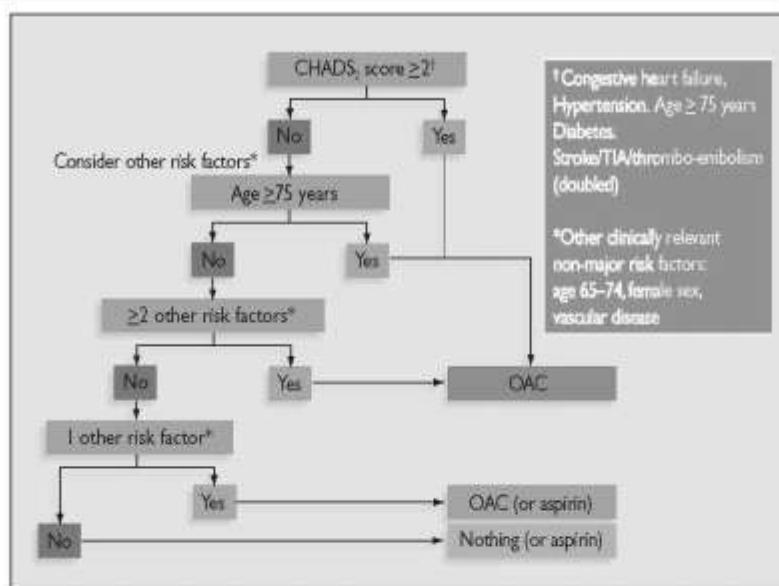 CHADS₂ score ≥2†
No
Yes
Consider other risk factors*
Age ≥75 years
No
Yes
≥2 other risk factors*
No
Yes
OAC
1 other risk factor*
Yes
OAC (or aspirin)
No
Nothing (or aspirin)
† Congestive heart failure,
Hypertension. Age ≥ 75 years
Diabetes.
Stroke/TIA/thrombo-embolism
(doubled)
*Other clinically relevant
non-major risk factors:
age 65–74, female sex,
vascular disease